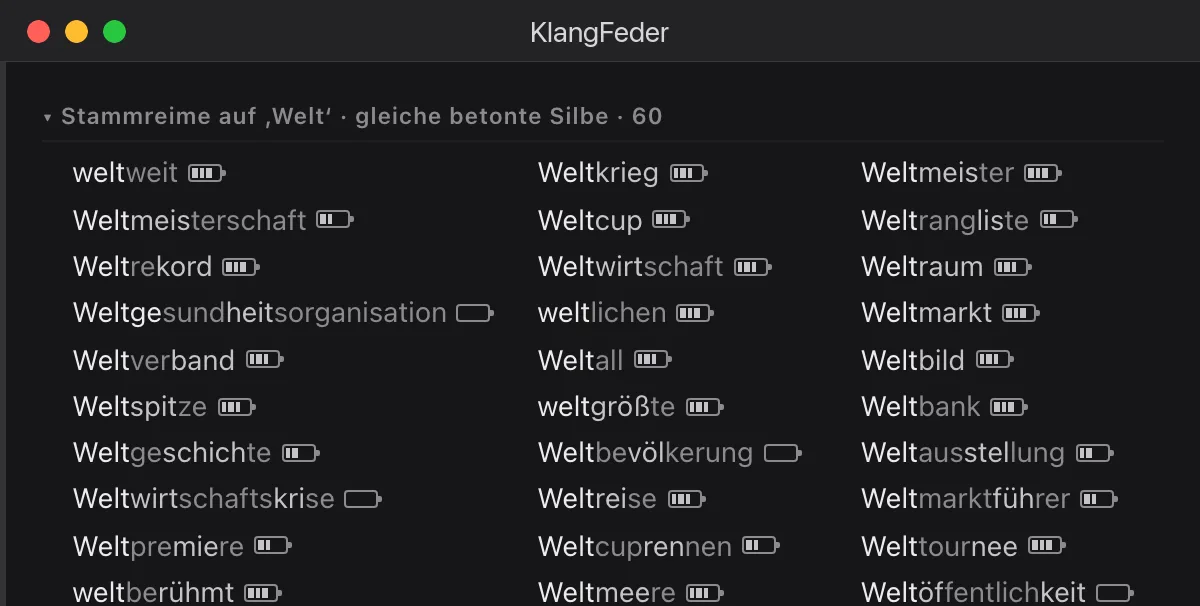 KlangFeder
▾ Stammreime auf ‚Welt‘ · gleiche betonte Silbe · 60
weltweit Weltkrieg Weltmeister
Weltmeisterschaft Weltcup Weltrangliste
Weltrekord Weltwirtschaft Weltraum
Weltgesundheitsorganisation weltlichen Weltmarkt
Weltverband Weltall Weltbild
Weltspitze weltgrößte Weltbank
Weltgeschichte Weltbevölkerung Weltausstellung
Weltwirtschaftskrise Weltreise Weltmarktführer
Weltpremiere Weltcuprennen Welttournee
weltberühmt Weltmeere Weltöffentlichkeit